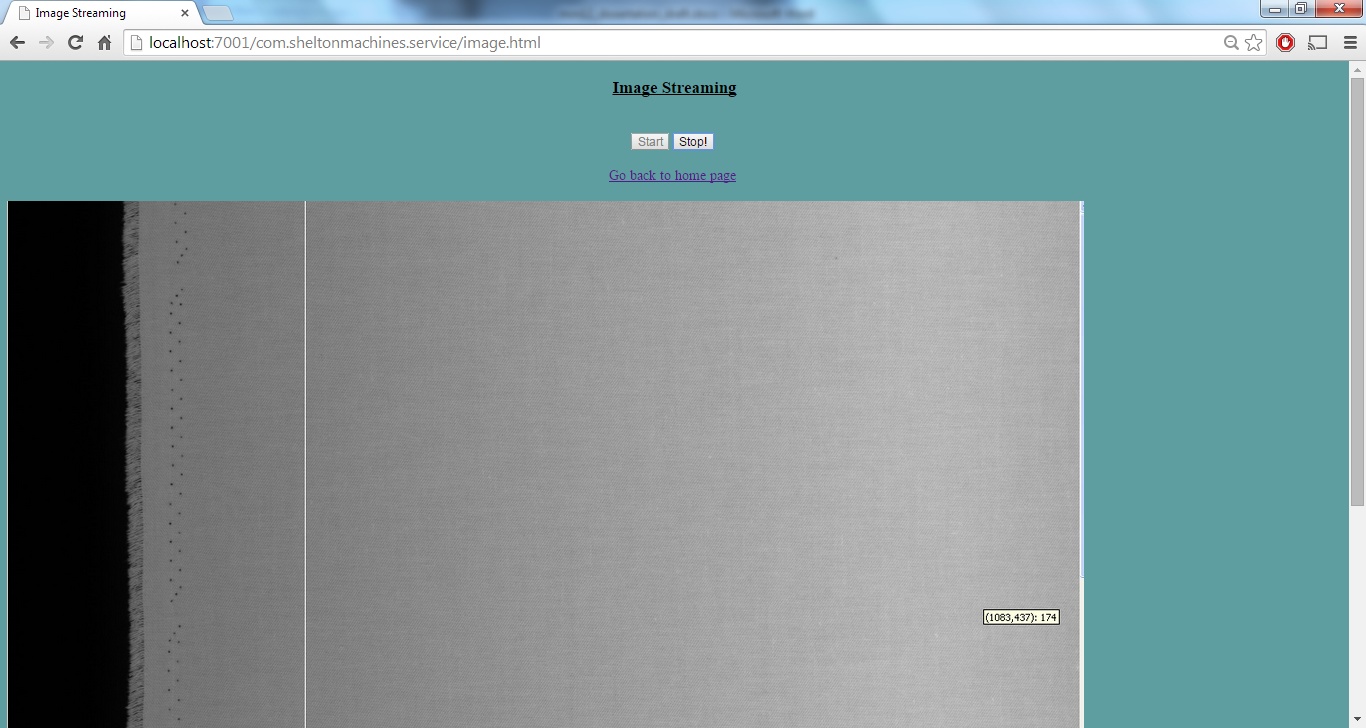 Image Streaming
localhost:7001/com.sheltonmachines.service/image.html
Image Streaming
Start Stop!
Go back to home page
(1083,437): 174